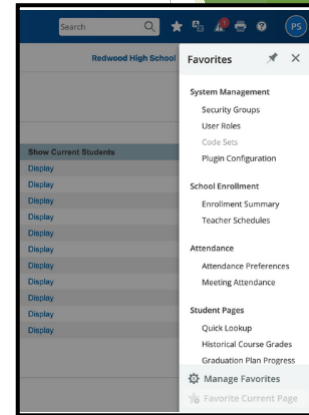 Search
PS
Redwood High School
Favorites
System Management
Security Groups
User Roles
Code Sets
Plugin Configuration
School Enrollment
Enrollment Summary
Teacher Schedules
Attendance
Attendance Preferences
Meeting Attendance
Student Pages
Quick Lookup
Historical Course Grades
Graduation Plan Progress
Manage Favorites
Favorite Current Page
Show Current Students
Display
Display
Display
Display
Display
Display
Display
Display
Display
Display
Display